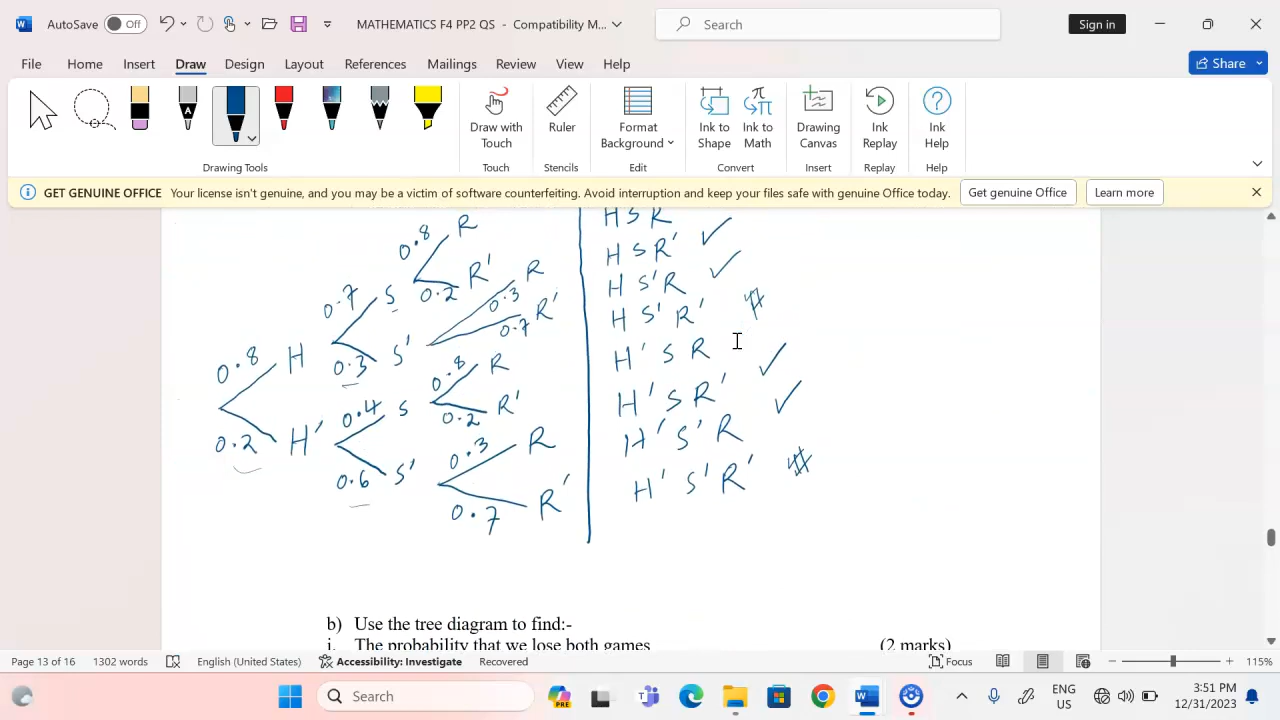 AutoSave Off MATHEMATICS F4 PP2 QS - Compatibility M... Search Sign in
File Home Insert Draw Design Layout References Mailings Review View Help Share
Draw with Touch Ruler Format Background Ink to Shape Ink to Math Drawing Canvas Ink Replay Ink Help
Drawing Tools Touch Stencils Edit Convert Insert Replay Help
GET GENUINE OFFICE Your license isn't genuine, and you may be a victim of software counterfeiting. Avoid interruption and keep your files safe with genuine Office today. Get genuine Office Learn more
0.8 R
0.7 S 0.2 R'
0.3 R
0.8 H 0.3 S' 0.7 R'
0.8 R
0.2 H' 0.4 S 0.2 R'
0.3 R
0.6 S' 0.7 R'
H S R
H S R' ✓
H S' R ✓
H S' R' #
H' S R
H' S R' ✓
H' S' R ✓
H' S' R' #
b) Use the tree diagram to find:-
i. The probability that we lose both games (2 marks)
Page 13 of 16 1302 words English (United States) Accessibility: Investigate Recovered Focus 115%
Search PRE ENG US 3:51 PM 12/31/2023